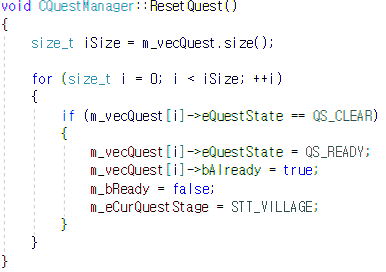 void CQuestManager::ResetQuest()
{
size_t iSize = m_vecQuest.size();
for (size_t i = 0; i < iSize; ++i)
{
if (m_vecQuest[i]->eQuestState == QS_CLEAR)
{
m_vecQuest[i]->eQuestState = QS_READY;
m_vecQuest[i]->bAlready = true;
m_bReady = false;
m_eCurQuestStage = STT_VILLAGE;
}
}
}